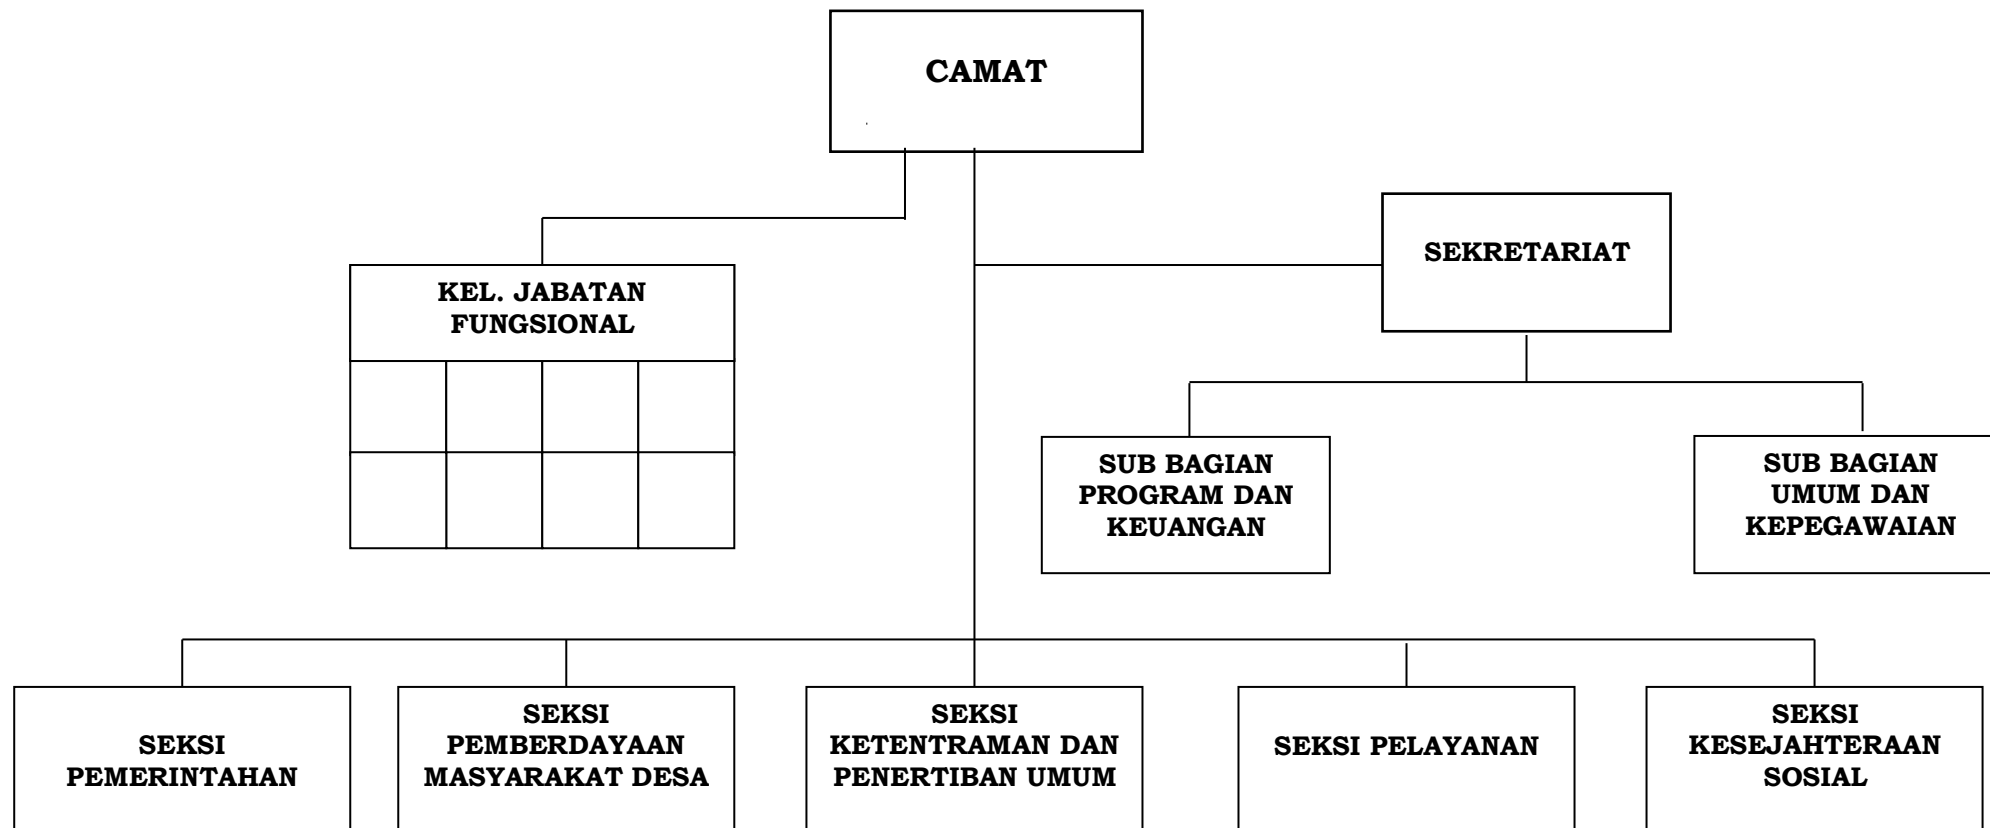 CAMAT
SEKRETARIAT
KEL. JABATAN
FUNGSIONAL
SUB BAGIAN
PROGRAM DAN
KEUANGAN
SUB BAGIAN
UMUM DAN
KEPEGAWAIAN
SEKSI
PEMERINTAHAN
SEKSI
PEMBERDAYAAN
MASYARAKAT DESA
SEKSI
KETENTRAMAN DAN
PENERTIBAN UMUM
SEKSI PELAYANAN
SEKSI
KESEJAHTERAAN
SOSIAL